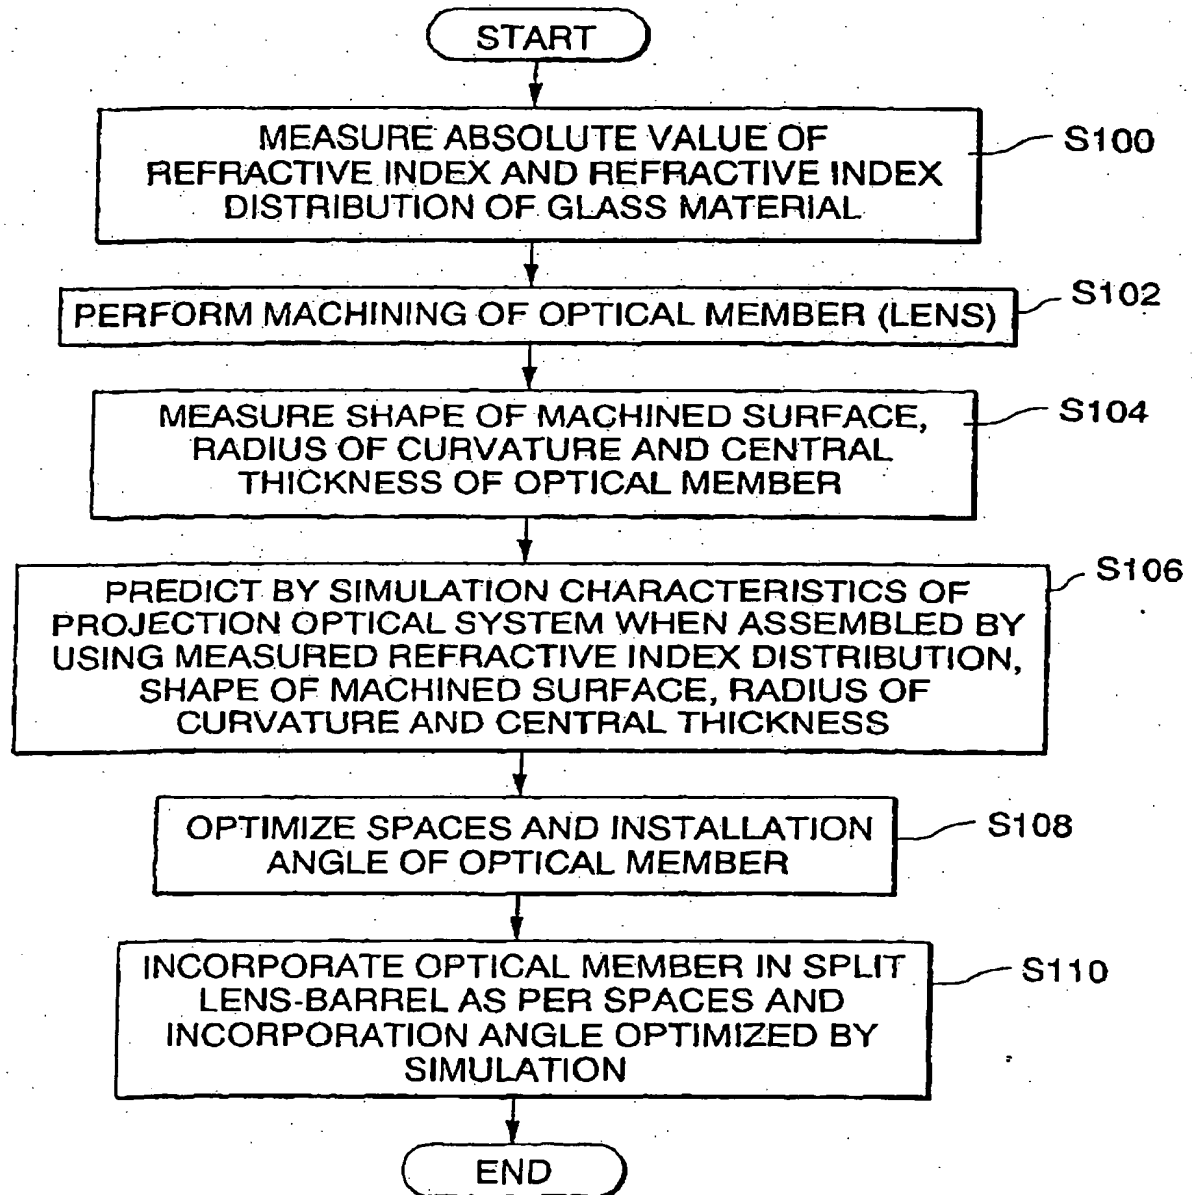 START
MEASURE ABSOLUTE VALUE OF
REFRACTIVE INDEX AND REFRACTIVE INDEX
DISTRIBUTION OF GLASS MATERIAL
S100
PERFORM MACHINING OF OPTICAL MEMBER (LENS)
S102
MEASURE SHAPE OF MACHINED SURFACE,
RADIUS OF CURVATURE AND CENTRAL
THICKNESS OF OPTICAL MEMBER
S104
PREDICT BY SIMULATION CHARACTERISTICS OF
PROJECTION OPTICAL SYSTEM WHEN ASSEMBLED BY
USING MEASURED REFRACTIVE INDEX DISTRIBUTION,
SHAPE OF MACHINED SURFACE, RADIUS OF
CURVATURE AND CENTRAL THICKNESS
S106
OPTIMIZE SPACES AND INSTALLATION
ANGLE OF OPTICAL MEMBER
S108
INCORPORATE OPTICAL MEMBER IN SPLIT
LENS-BARREL AS PER SPACES AND
INCORPORATION ANGLE OPTIMIZED BY
SIMULATION
S110
END